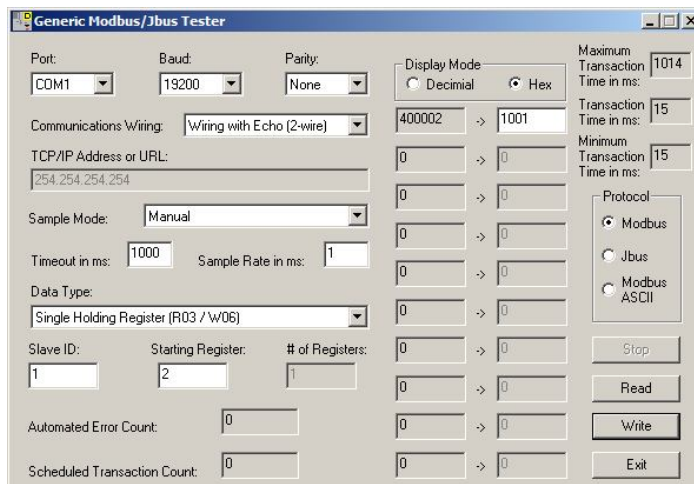 Generic Modbus/Jbus Tester
Port: Baud: Parity:
COM1 19200 None
Communications Wiring: Wiring with Echo (2-wire)
TCP/IP Address or URL:
254.254.254.254
Sample Mode: Manual
Timeout in ms: 1000 Sample Rate in ms: 1
Data Type:
Single Holding Register (R03 / W06)
Slave ID: Starting Register: # of Registers:
1 2 1
Automated Error Count: 0
Scheduled Transaction Count: 0
Display Mode
Decimial Hex
400002 -> 1001
0 -> 0
0 -> 0
0 -> 0
0 -> 0
0 -> 0
0 -> 0
0 -> 0
0 -> 0
0 -> 0
Maximum
Transaction 1014
Time in ms:
Transaction 15
Time in ms:
Minimum
Transaction 15
Time in ms:
Protocol
Modbus
Jbus
Modbus
ASCII
Stop
Read
Write
Exit